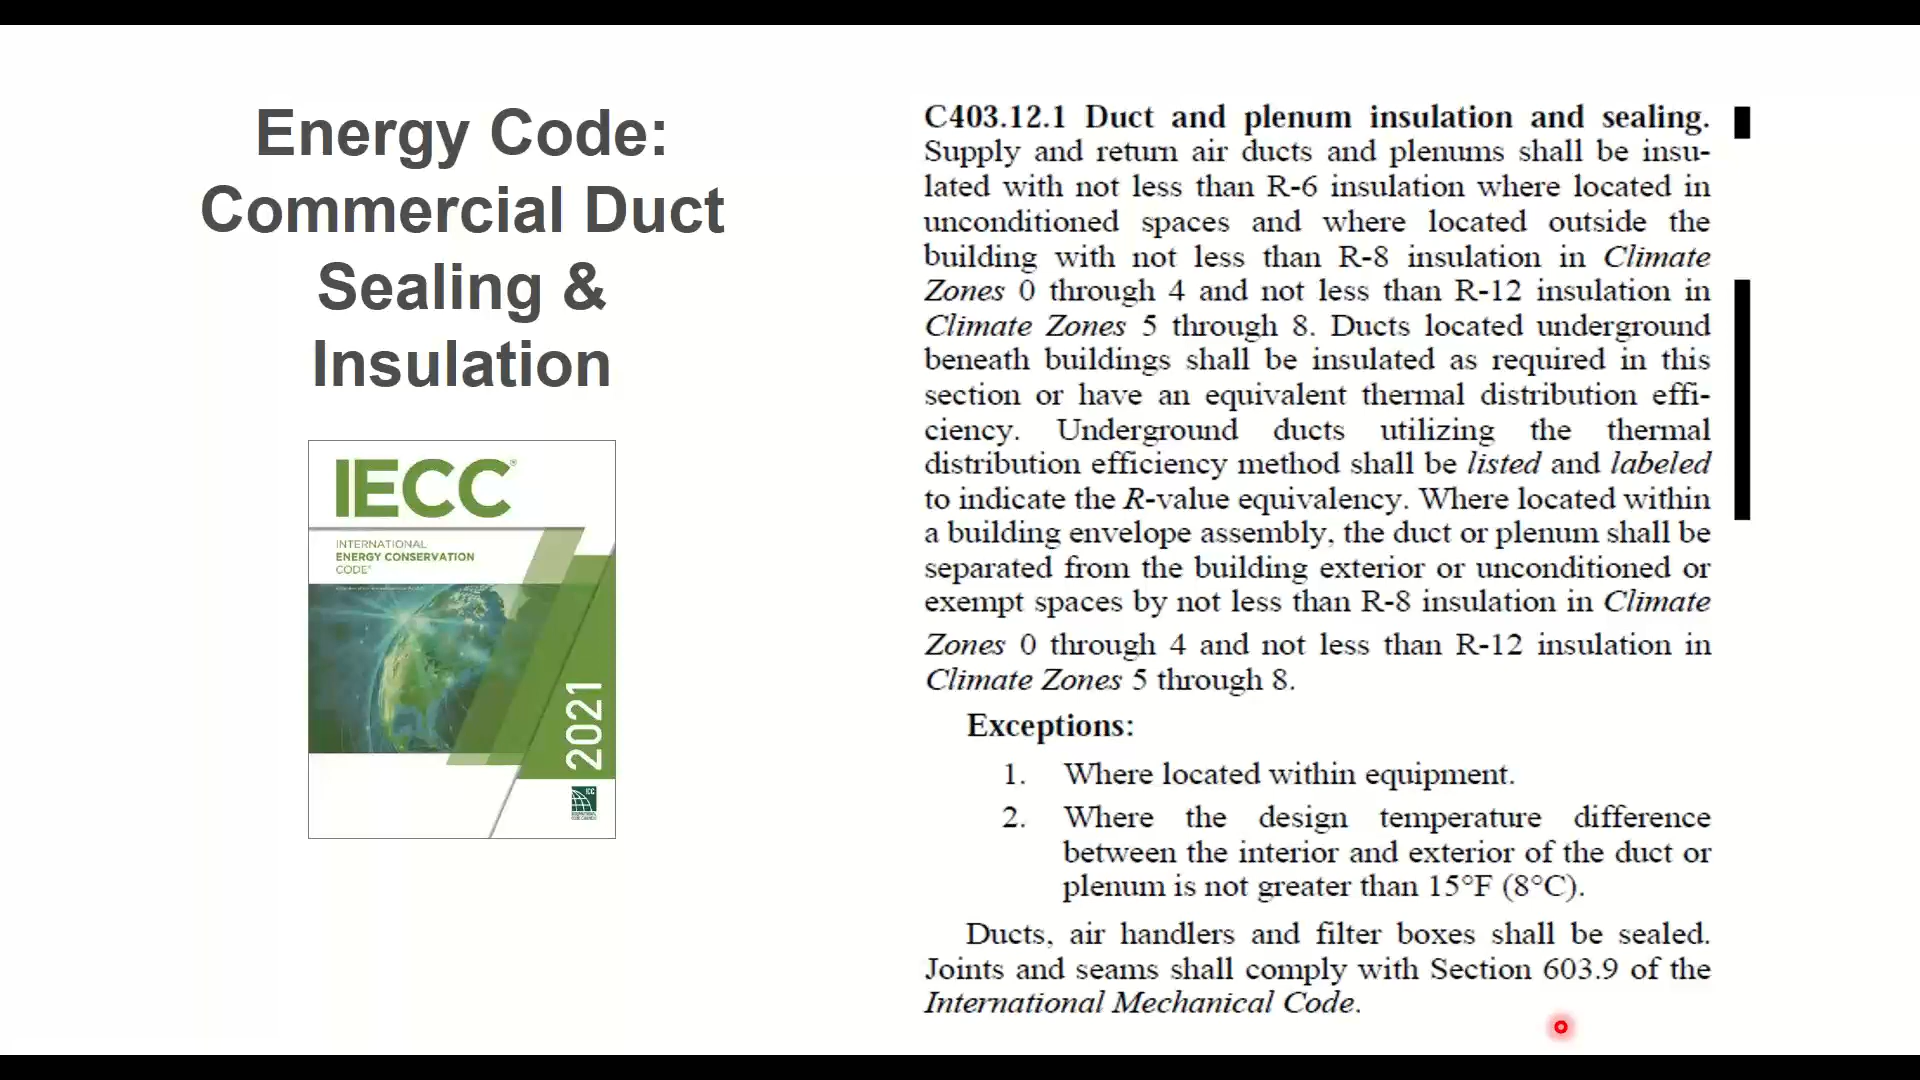 Energy Code:
Commercial Duct
Sealing &
Insulation
IECC®
INTERNATIONAL
ENERGY CONSERVATION
CODE®
2021
ICC
C403.12.1 Duct and plenum insulation and sealing.
Supply and return air ducts and plenums shall be insu-
lated with not less than R-6 insulation where located in
unconditioned spaces and where located outside the
building with not less than R-8 insulation in Climate
Zones 0 through 4 and not less than R-12 insulation in
Climate Zones 5 through 8. Ducts located underground
beneath buildings shall be insulated as required in this
section or have an equivalent thermal distribution effi-
ciency. Underground ducts utilizing the thermal
distribution efficiency method shall be listed and labeled
to indicate the R-value equivalency. Where located within
a building envelope assembly, the duct or plenum shall be
separated from the building exterior or unconditioned or
exempt spaces by not less than R-8 insulation in Climate
Zones 0 through 4 and not less than R-12 insulation in
Climate Zones 5 through 8.
Exceptions:
1. Where located within equipment.
2. Where the design temperature difference
between the interior and exterior of the duct or
plenum is not greater than 15°F (8°C).
Ducts, air handlers and filter boxes shall be sealed.
Joints and seams shall comply with Section 603.9 of the
International Mechanical Code.